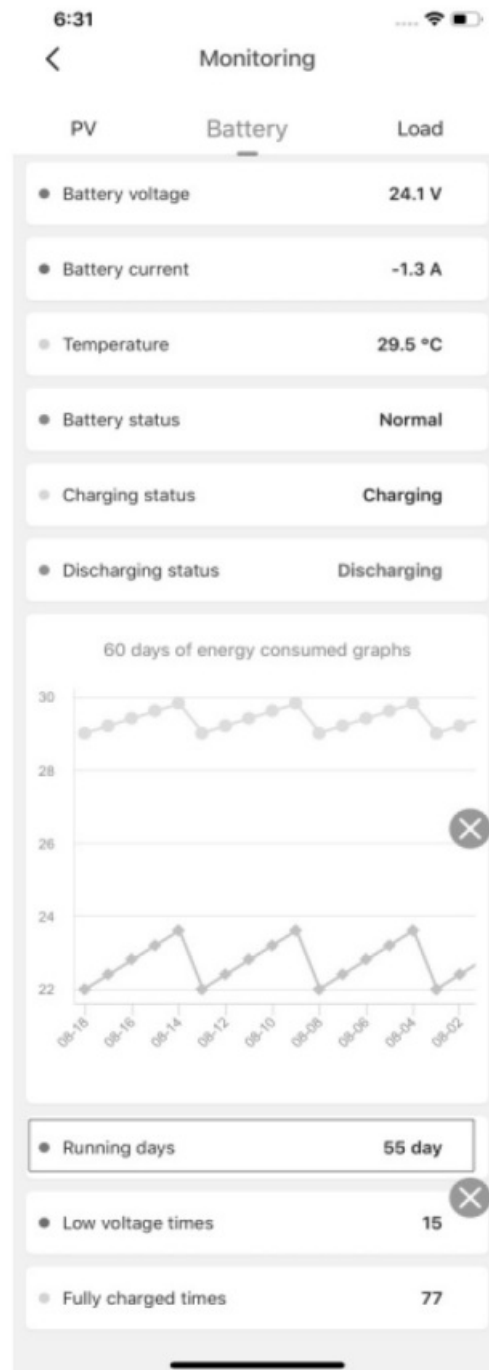 6:31
Monitoring
PV Battery Load
Battery voltage 24.1 V
Battery current -1.3 A
Temperature 29.5 °C
Battery status Normal
Charging status Charging
Discharging status Discharging
60 days of energy consumed graphs
30
28
26
24
22
08-18 08-16 08-14 08-12 08-10 08-08 08-06 08-04 08-02
Running days 55 day
Low voltage times 15
Fully charged times 77